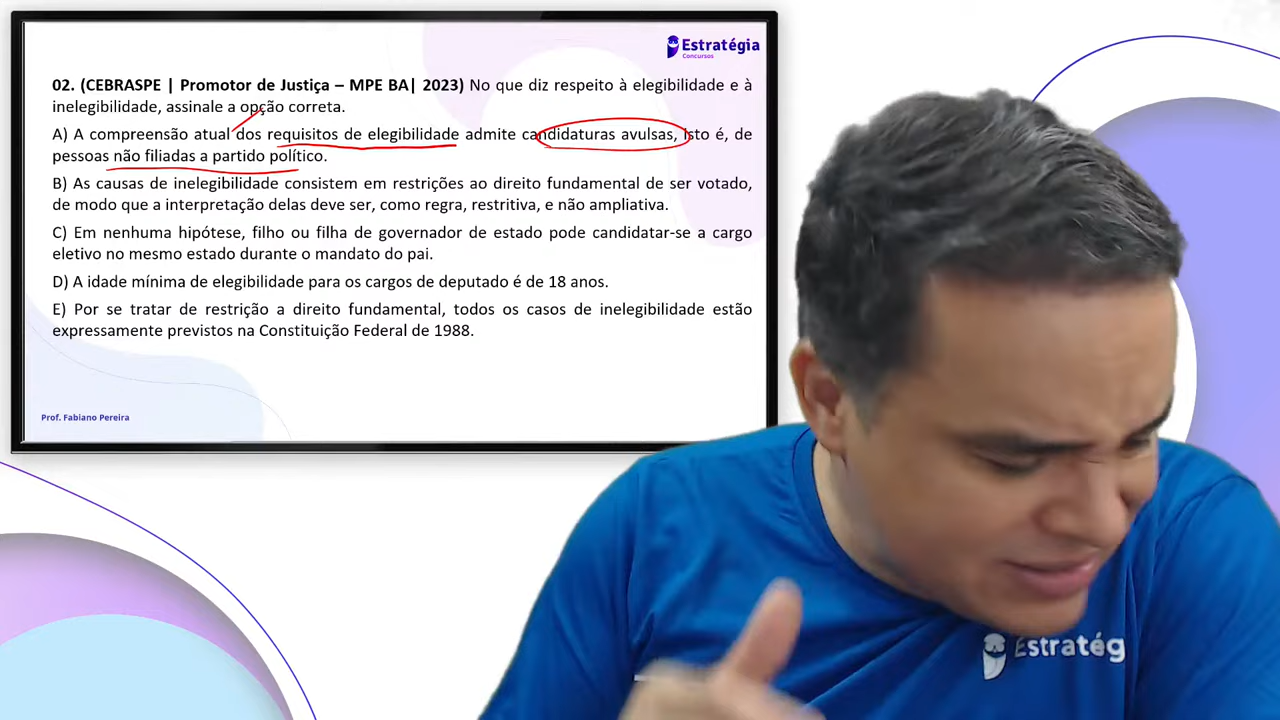 Estratégia
Concursos
02. (CEBRASPE | Promotor de Justiça – MPE BA| 2023) No que diz respeito à elegibilidade e à
inelegibilidade, assinale a opção correta.
A) A compreensão atual dos requisitos de elegibilidade admite candidaturas avulsas, isto é, de
pessoas não filiadas a partido político.
B) As causas de inelegibilidade consistem em restrições ao direito fundamental de ser votado,
de modo que a interpretação delas deve ser, como regra, restritiva, e não ampliativa.
C) Em nenhuma hipótese, filho ou filha de governador de estado pode candidatar-se a cargo
eletivo no mesmo estado durante o mandato do pai.
D) A idade mínima de elegibilidade para os cargos de deputado é de 18 anos.
E) Por se tratar de restrição a direito fundamental, todos os casos de inelegibilidade estão
expressamente previstos na Constituição Federal de 1988.
Prof. Fabiano Pereira
Estratég